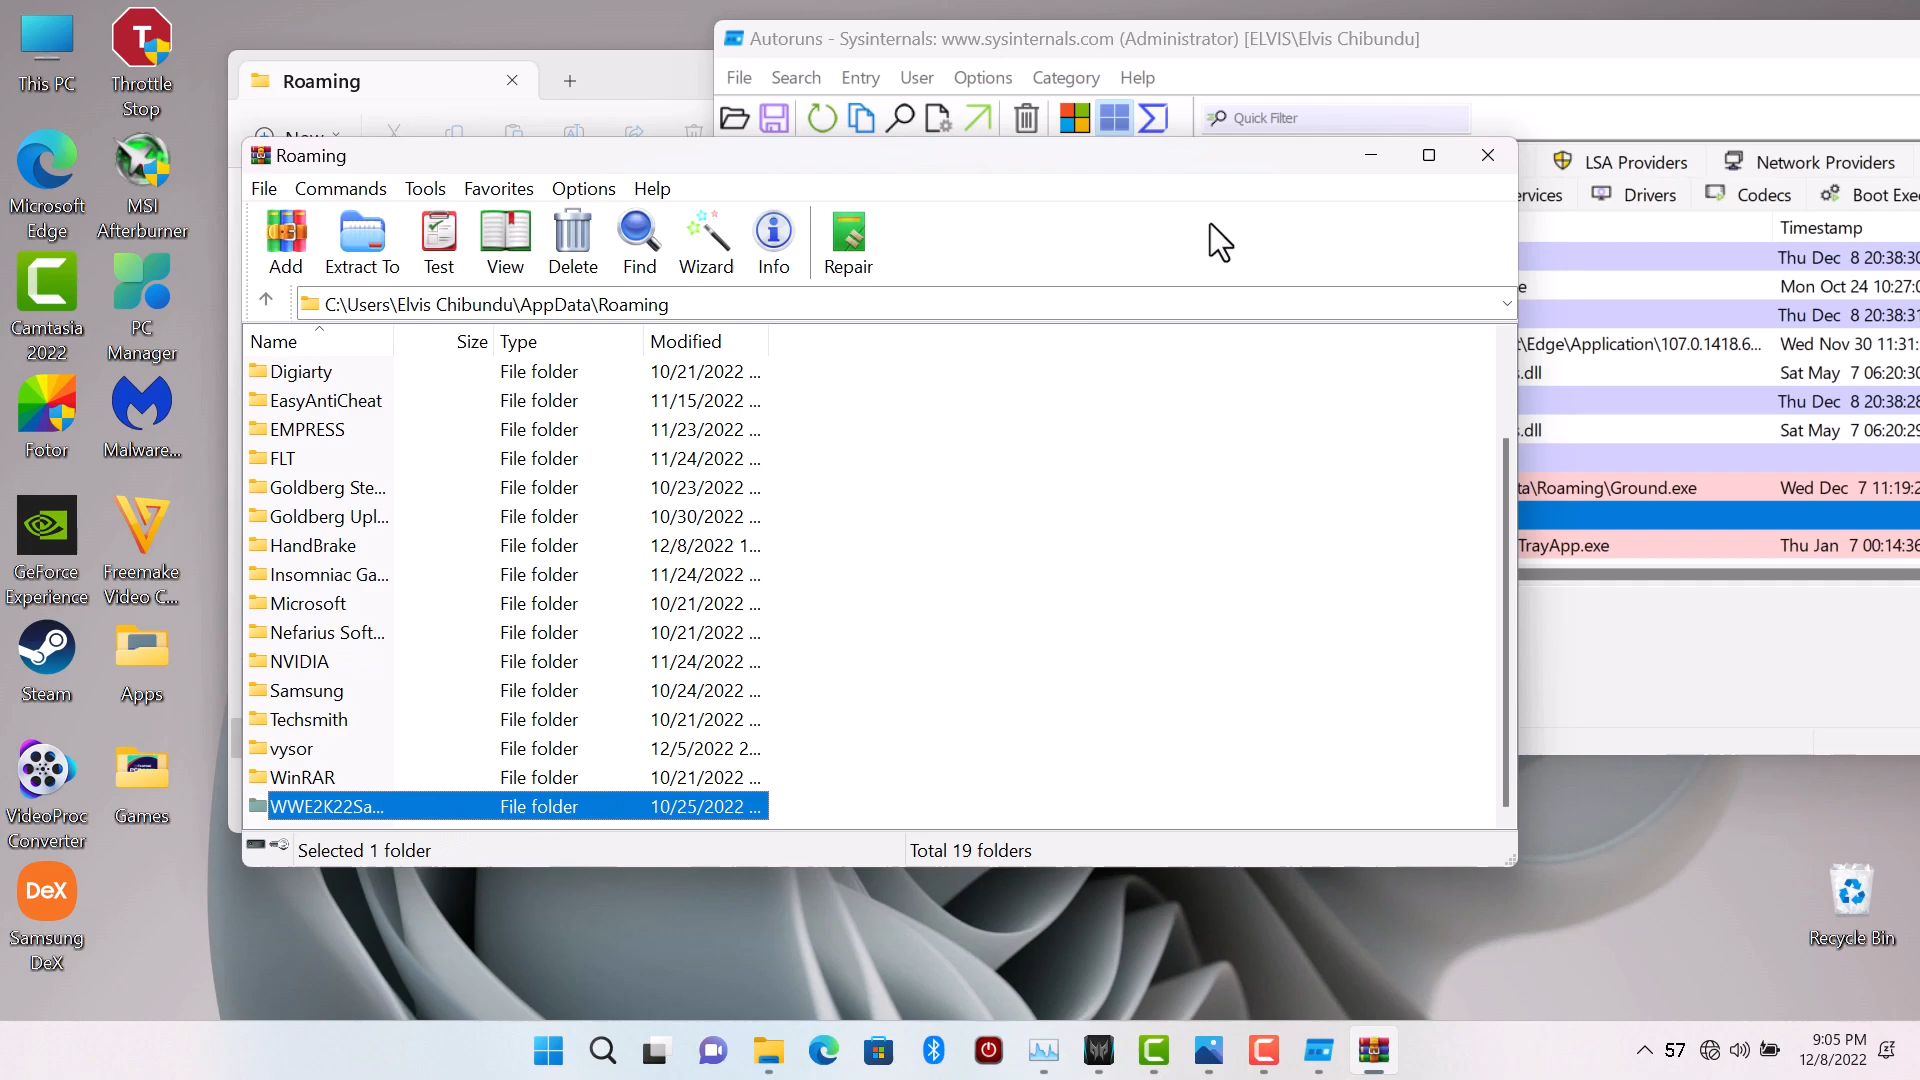 This PC
Throttle
Stop
Microsoft
Edge
MSI
Afterburner
Camtasia
2022
PC
Manager
Fotor
Malware...
GeForce
Experience
Freemake
Video C...
Steam
Apps
VideoProc
Converter
Games
DeX
Samsung
DeX
Roaming
Autoruns - Sysinternals: www.sysinternals.com (Administrator) [ELVIS\Elvis Chibundu]
File Search Entry User Options Category Help
Quick Filter
LSA Providers Network Providers
ervices Drivers Codecs Boot Exe
Timestamp
Thu Dec 8 20:38:30
e Mon Oct 24 10:27:0
Thu Dec 8 20:38:31
\Edge\Application\107.0.1418.6... Wed Nov 30 11:31:
s.dll Sat May 7 06:20:30
Thu Dec 8 20:38:28
s.dll Sat May 7 06:20:29
ta\Roaming\Ground.exe Wed Dec 7 11:19:2
TrayApp.exe Thu Jan 7 00:14:36
Roaming
File Commands Tools Favorites Options Help
Add Extract To Test View Delete Find Wizard Info Repair
C:\Users\Elvis Chibundu\AppData\Roaming
Name Size Type Modified
Digiarty File folder 10/21/2022 ...
EasyAntiCheat File folder 11/15/2022 ...
EMPRESS File folder 11/23/2022 ...
FLT File folder 11/24/2022 ...
Goldberg Ste... File folder 10/23/2022 ...
Goldberg Upl... File folder 10/30/2022 ...
HandBrake File folder 12/8/2022 1...
Insomniac Ga... File folder 11/24/2022 ...
Microsoft File folder 10/21/2022 ...
Nefarius Soft... File folder 10/21/2022 ...
NVIDIA File folder 11/24/2022 ...
Samsung File folder 10/24/2022 ...
Techsmith File folder 10/21/2022 ...
vysor File folder 12/5/2022 2...
WinRAR File folder 10/21/2022 ...
WWE2K22Sa... File folder 10/25/2022 ...
Selected 1 folder Total 19 folders
Recycle Bin
57
9:05 PM
12/8/2022